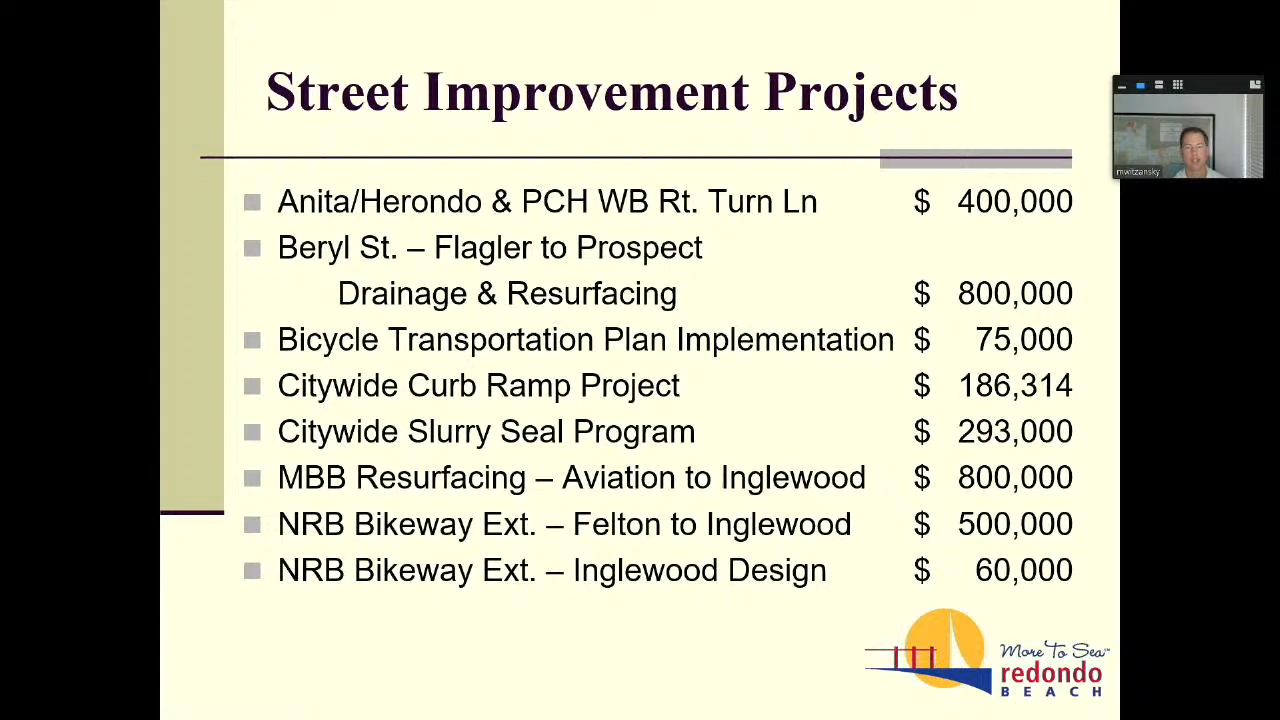 Street Improvement Projects
Anita/Herondo & PCH WB Rt. Turn Ln $ 400,000
Beryl St. – Flagler to Prospect
Drainage & Resurfacing $ 800,000
Bicycle Transportation Plan Implementation $ 75,000
Citywide Curb Ramp Project $ 186,314
Citywide Slurry Seal Program $ 293,000
MBB Resurfacing – Aviation to Inglewood $ 800,000
NRB Bikeway Ext. – Felton to Inglewood $ 500,000
NRB Bikeway Ext. – Inglewood Design $ 60,000
mwitzansky
More To Sea™
redondo
BEACH